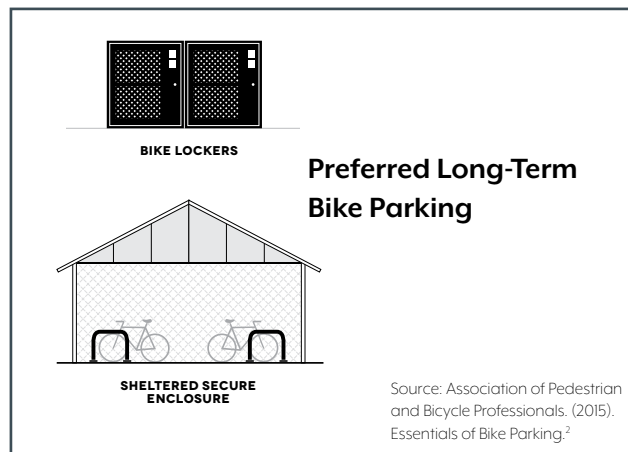 BIKE LOCKERS
Preferred Long-Term
Bike Parking
SHELTERED SECURE
ENCLOSURE
Source: Association of Pedestrian
and Bicycle Professionals. (2015).
Essentials of Bike Parking.²